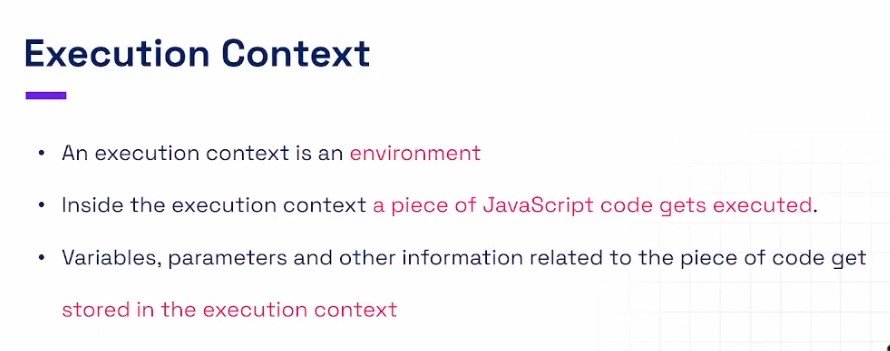 Execution Context
• An execution context is an environment
• Inside the execution context a piece of JavaScript code gets executed.
• Variables, parameters and other information related to the piece of code get
stored in the execution context